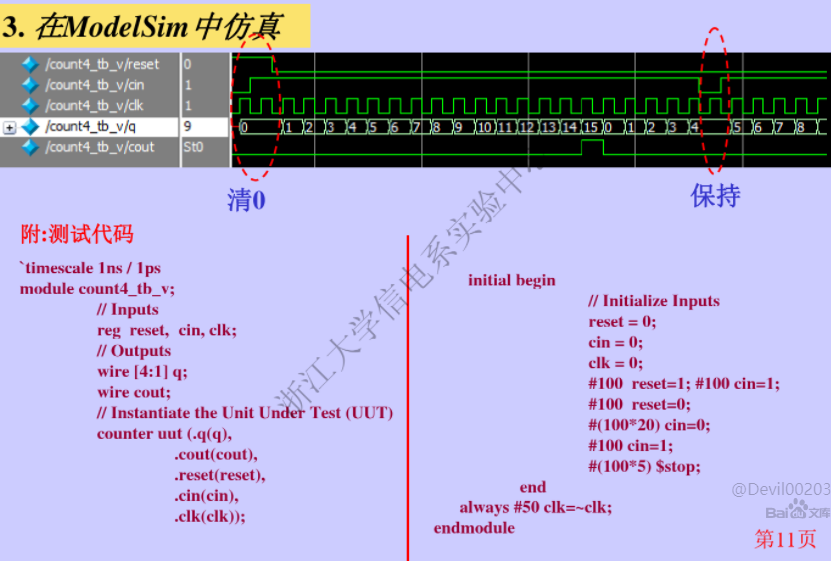 3. 在ModelSim中仿真
/count4_tb_v/reset 0
/count4_tb_v/cin 1
/count4_tb_v/clk 1
/count4_tb_v/q 9 0 1 2 3 4 5 6 7 8 9 10 11 12 13 14 15 0 1 2 3 4 5 6 7 8
/count4_tb_v/cout St0
清0
保持
附:测试代码
`timescale 1ns / 1ps
module count4_tb_v;
// Inputs
reg reset, cin, clk;
// Outputs
wire [4:1] q;
wire cout;
// Instantiate the Unit Under Test (UUT)
counter uut (.q(q),
.cout(cout),
.reset(reset),
.cin(cin),
.clk(clk));
initial begin
// Initialize Inputs
reset = 0;
cin = 0;
clk = 0;
#100 reset=1; #100 cin=1;
#100 reset=0;
#(100*20) cin=0;
#100 cin=1;
#(100*5) $stop;
end
always #50 clk=~clk;
endmodule
浙江大学信电系实验中
@Devil00203
Bai文库
第11页